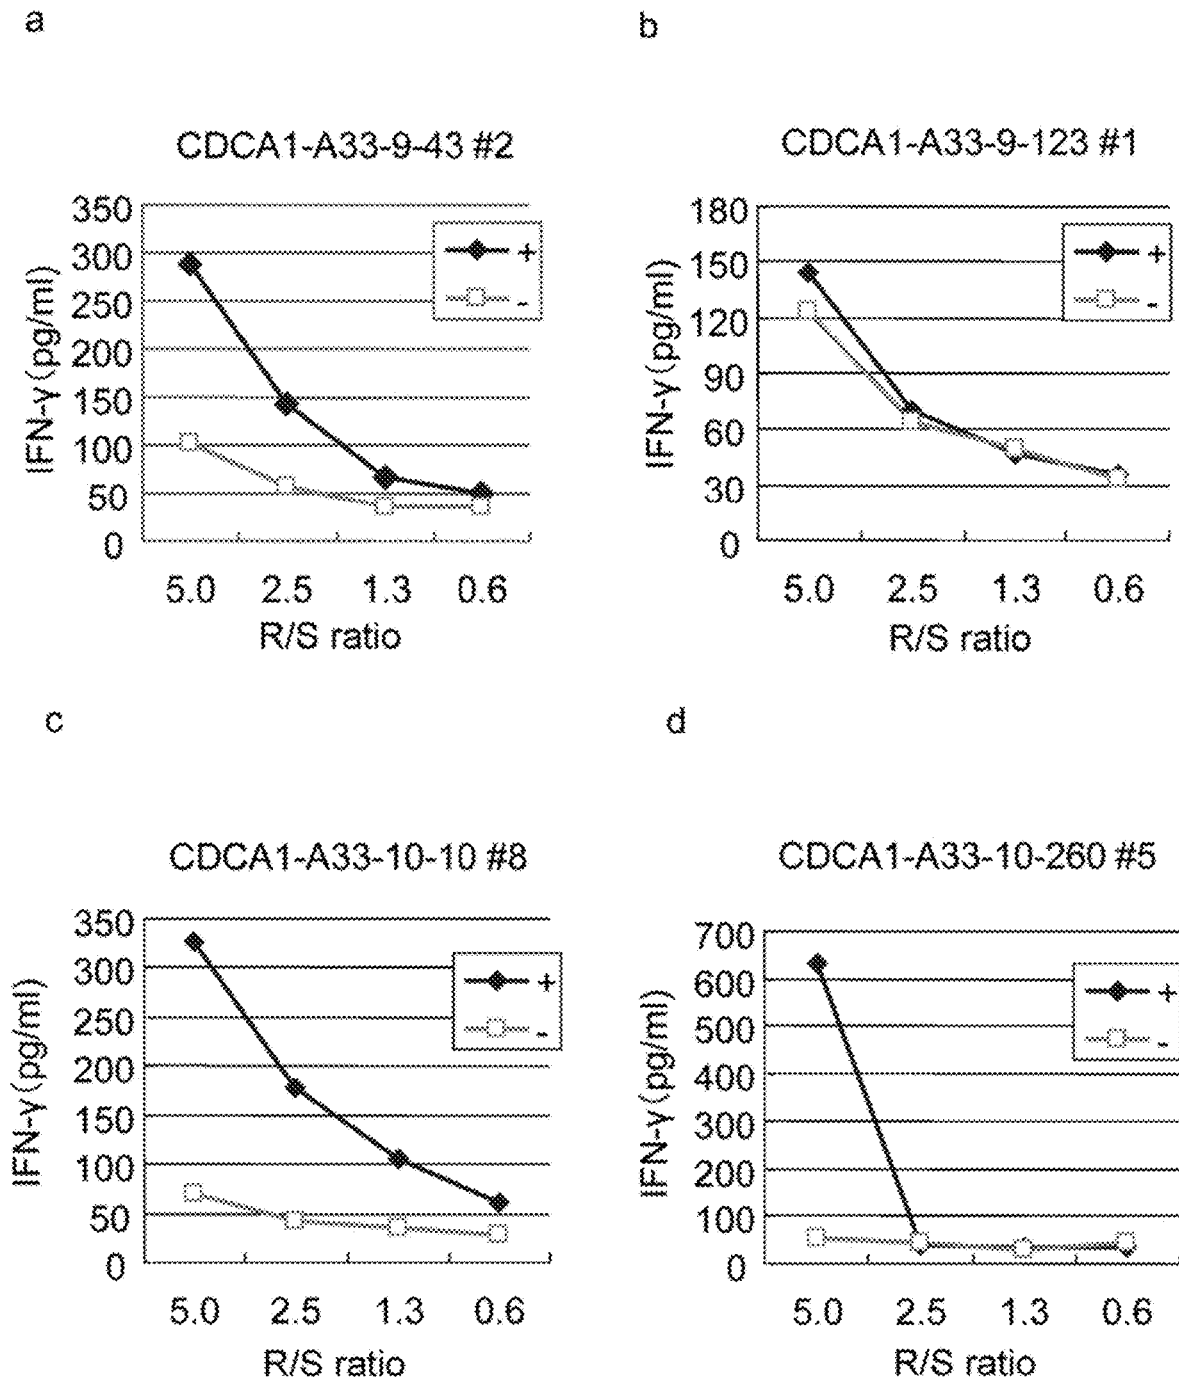 a
CDCA1-A33-9-43 #2
IFN-γ(pg/ml)
350
300
250
200
150
100
50
0
+
-
5.0 2.5 1.3 0.6
R/S ratio
b
CDCA1-A33-9-123 #1
IFN-γ(pg/ml)
180
150
120
90
60
30
0
+
-
5.0 2.5 1.3 0.6
R/S ratio
c
CDCA1-A33-10-10 #8
IFN-γ(pg/ml)
350
300
250
200
150
100
50
0
+
-
5.0 2.5 1.3 0.6
R/S ratio
d
CDCA1-A33-10-260 #5
IFN-γ(pg/ml)
700
600
500
400
300
200
100
0
+
-
5.0 2.5 1.3 0.6
R/S ratio